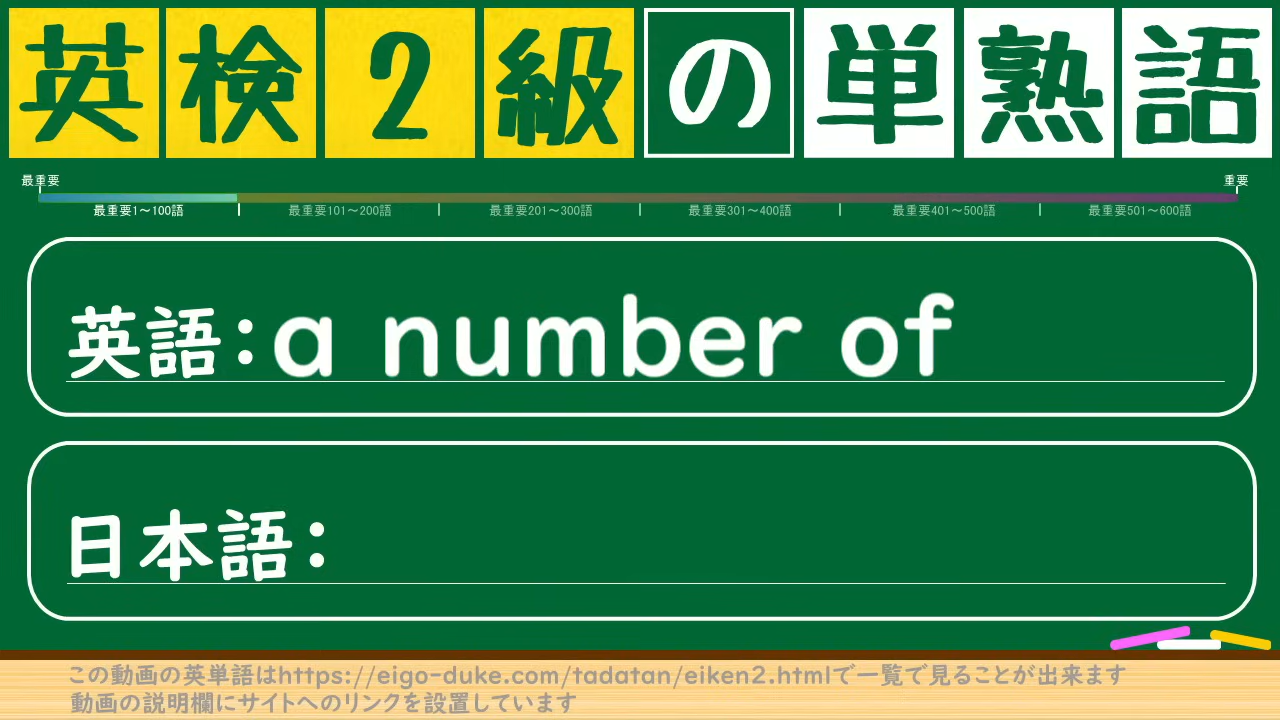 英検２級の単熟語
最重要 重要
最重要1～100語 最重要101～200語 最重要201～300語 最重要301～400語 最重要401～500語 最重要501～600語
英語：a number of
日本語：
この動画の英単語はhttps://eigo-duke.com/tadatan/eiken2.htmlで一覧で見ることが出来ます
動画の説明欄にサイトへのリンクを設置しています